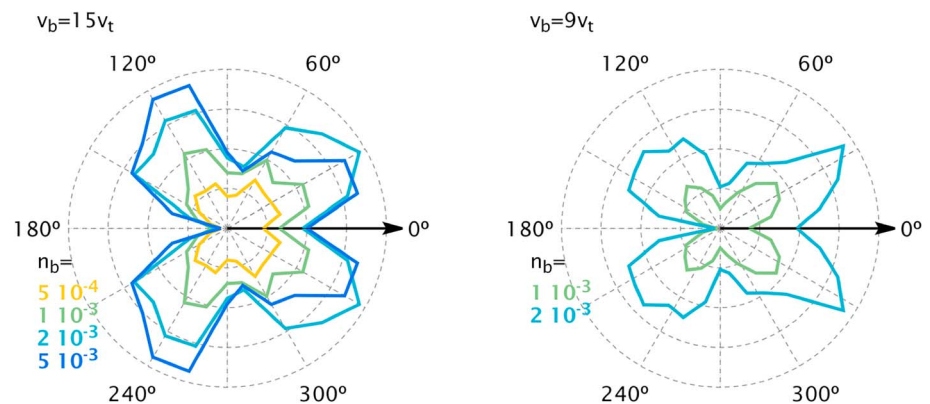 v_b=15v_t
120º
60º
180º
0º
n_b=
5 10^-4
1 10^-3
2 10^-3
5 10^-3
240º
300º
v_b=9v_t
120º
60º
180º
0º
n_b=
1 10^-3
2 10^-3
240º
300º